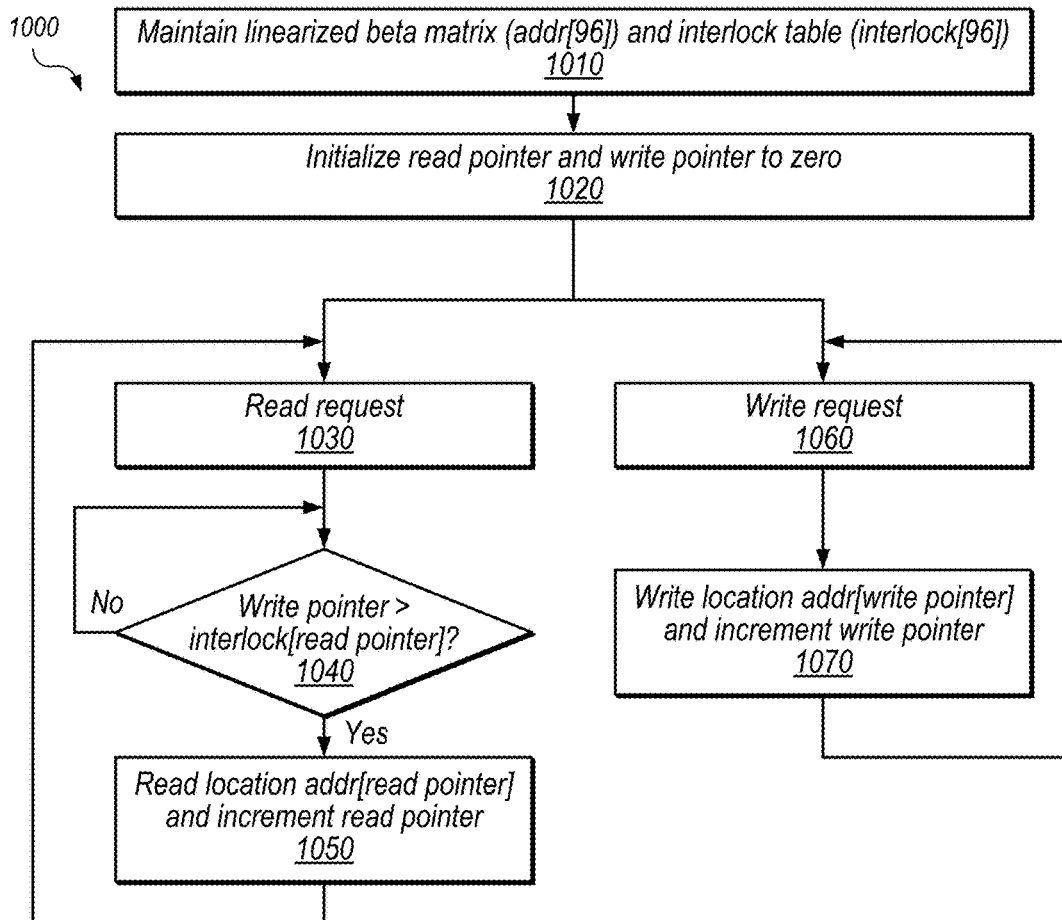 1000
Maintain linearized beta matrix (addr[96]) and interlock table (interlock[96])
1010
Initialize read pointer and write pointer to zero
1020
Read request
1030
Write request
1060
No
Write pointer >
interlock[read pointer]?
1040
Yes
Write location addr[write pointer]
and increment write pointer
1070
Read location addr[read pointer]
and increment read pointer
1050